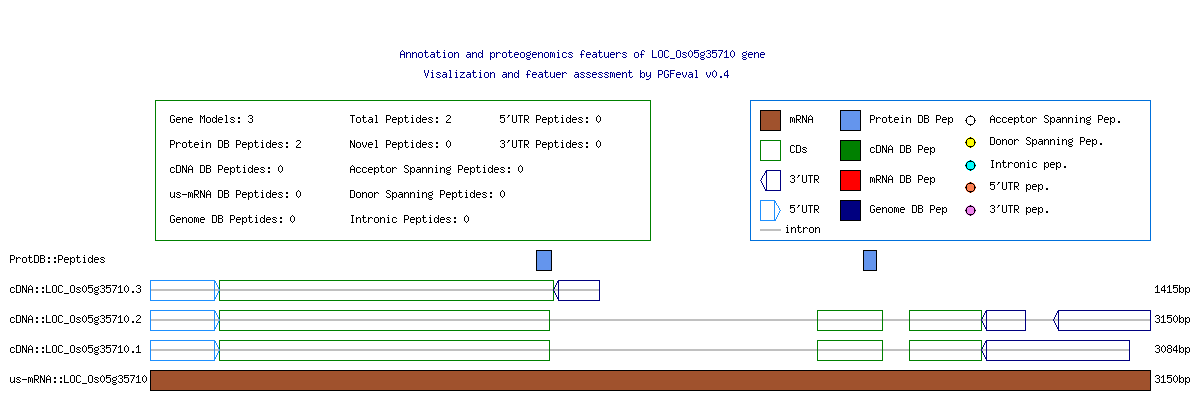 Annotation and proteogenomics featuers of LOC_Os05g35710 gene
Visalization and featuer assessment by PGFeval v0.4
Gene Models: 3 Total Peptides: 2 5'UTR Peptides: 0
Protein DB Peptides: 2 Novel Peptides: 0 3'UTR Peptides: 0
cDNA DB Peptides: 0 Acceptor Spanning Peptides: 0
us-mRNA DB Peptides: 0 Donor Spanning Peptides: 0
Genome DB Peptides: 0 Intronic Peptides: 0
mRNA Protein DB Pep Acceptor Spanning Pep.
CDs cDNA DB Pep Donor Spanning Pep.
3'UTR mRNA DB Pep Intronic pep.
5'UTR Genome DB Pep 5'UTR pep.
intron 3'UTR pep.
ProtDB::Peptides
cDNA::LOC_Os05g35710.3 1415bp
cDNA::LOC_Os05g35710.2 3150bp
cDNA::LOC_Os05g35710.1 3084bp
us-mRNA::LOC_Os05g35710 3150bp